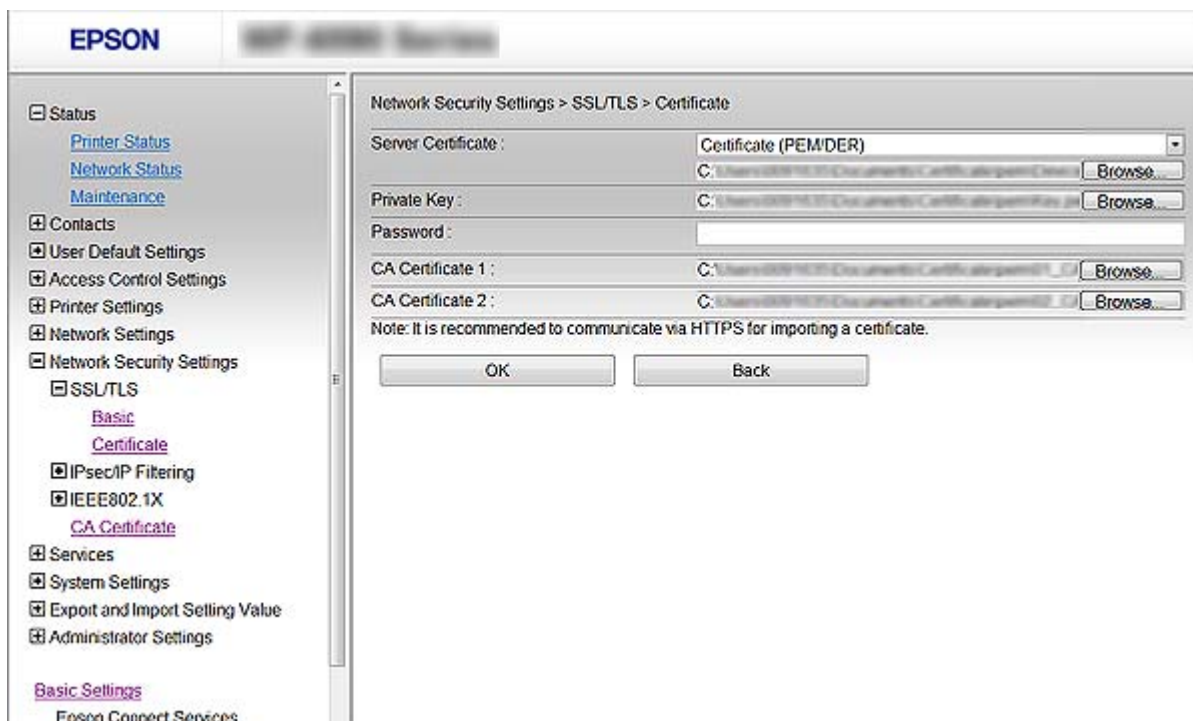 EPSON
Status
Printer Status
Network Status
Maintenance
Contacts
User Default Settings
Access Control Settings
Printer Settings
Network Settings
Network Security Settings
SSL/TLS
Basic
Certificate
IPsec/IP Filtering
IEEE802.1X
CA Certificate
Services
System Settings
Export and Import Setting Value
Administrator Settings
Basic Settings
Epson Connect Services
Network Security Settings > SSL/TLS > Certificate
Server Certificate : Certificate (PEM/DER)
C:\ Browse...
Private Key : C:\ Browse...
Password :
CA Certificate 1 : C:\ Browse...
CA Certificate 2 : C:\ Browse...
Note: It is recommended to communicate via HTTPS for importing a certificate.
OK Back